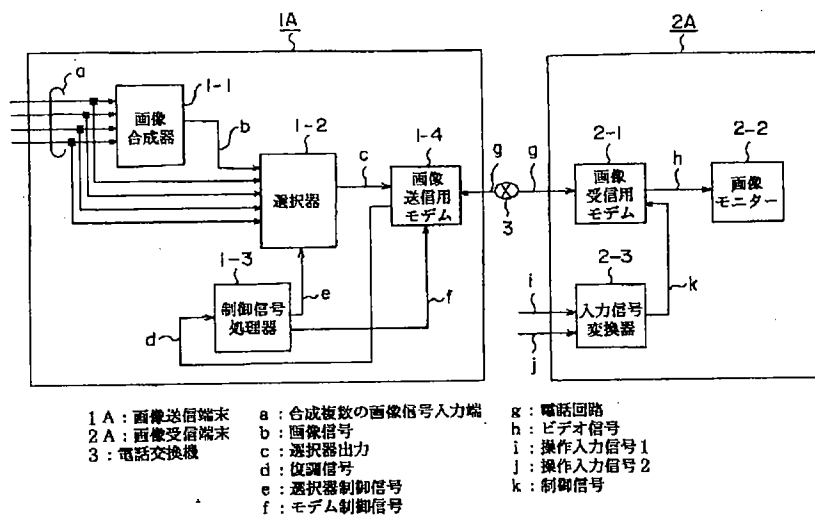 1A
2A
a
1-1
画像
合成器
b
1-2
選択器
c
1-4
画像
送信用
モデム
g
3
g
2-1
画像
受信用
モデム
h
2-2
画像
モニター
1-3
制御信号
処理器
d
e
f
2-3
入力信号
変換器
i
j
k
1A:画像送信端末
2A:画像受信端末
3:電話交換機
a:合成複数の画像信号入力端
b:画像信号
c:選択器出力
d:復調信号
e:選択器制御信号
f:モデム制御信号
g:電話回路
h:ビデオ信号
i:操作入力信号1
j:操作入力信号2
k:制御信号